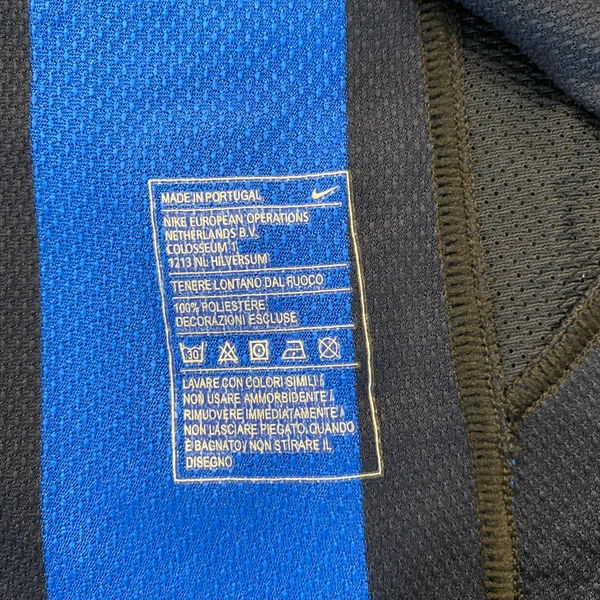 MADE IN PORTUGAL
NIKE EUROPEAN OPERATIONS
NETHERLANDS B.V.
COLOSSEUM 1
1213 NL HILVERSUM
TENERE LONTANO DAL FUOCO
100% POLIESTERE
DECORAZIONI ESCLUSE
30
LAVARE CON COLORI SIMILI /
NON USARE AMMORBIDENTE /
RIMUOVERE IMMEDIATAMENTE /
NON LASCIARE PIEGATO, QUANDO
È BAGNATO / NON STIRARE IL
DISEGNO